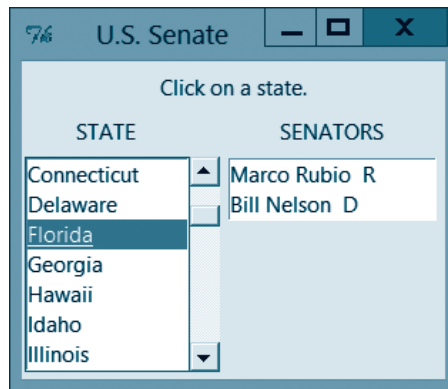 U.S. Senate
Click on a state.
STATE
SENATORS
Connecticut
Delaware
Florida
Georgia
Hawaii
Idaho
Illinois
Marco Rubio R
Bill Nelson D